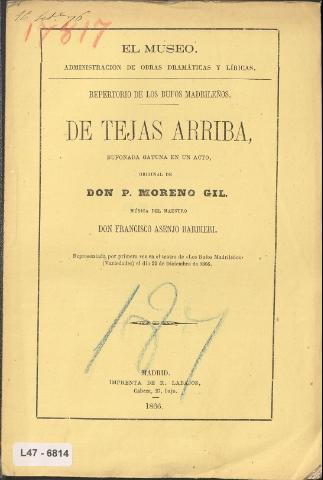 17817
EL MUSEO.
ADMINISTRACION DE OBRAS DRAMÁTICAS Y LÍRICAS.
REPERTORIO DE LOS BUFOS MADRILEÑOS.
DE TEJAS ARRIBA,
BUFONADA GATUNA EN UN ACTO,
ORIGINAL DE
DON P. MORENO GIL.
MÚSICA DEL MAESTRO
DON FRANCISCO ASENJO BARBIERI.
Representada por primera vez en el teatro de «Los Bufos Madrileños»
(Variedades) el dia 22 de Diciembre de 1866.
187
MADRID.
IMPRENTA DE R. LABAJOS,
Cabeza, 27, bajo.
1866.
L47 - 6814